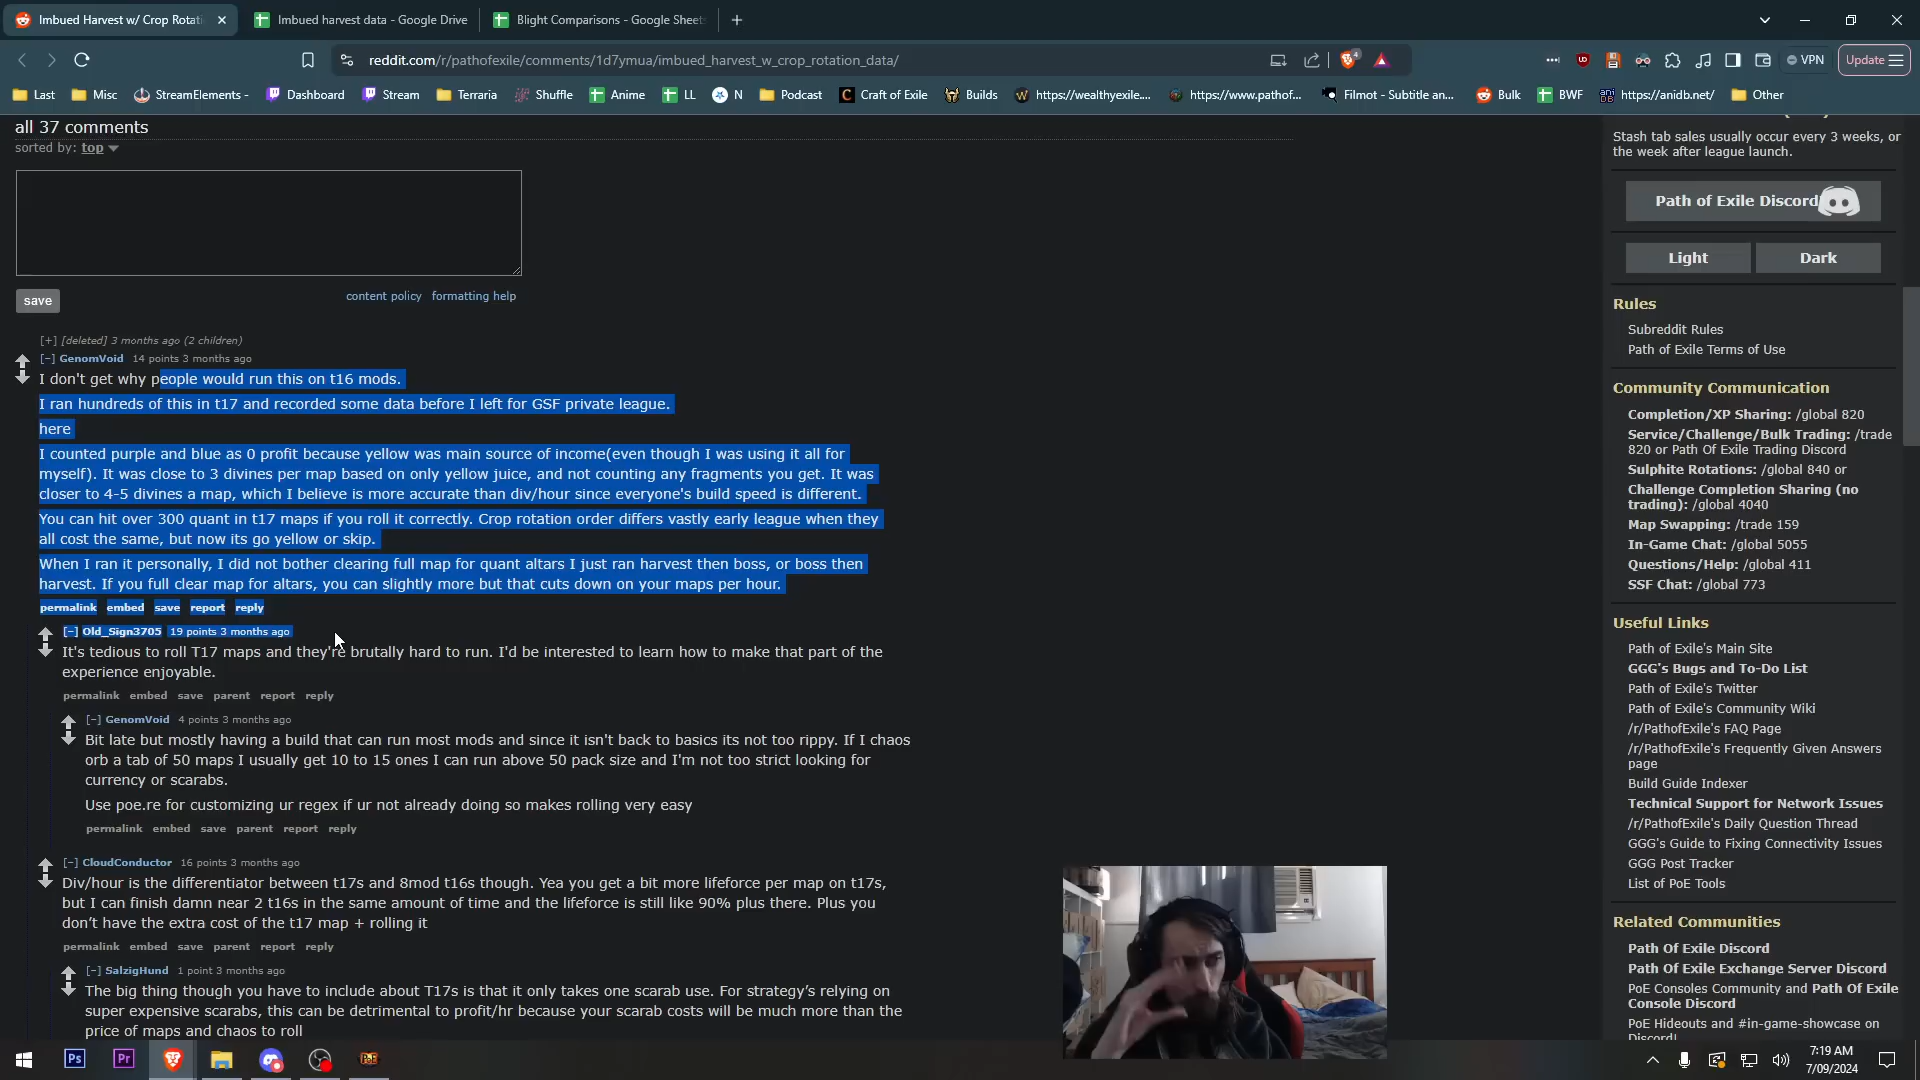 Imbued Harvest w/ Crop Rotati
Imbued harvest data - Google Drive
Blight Comparisons - Google Sheets
reddit.com/r/pathofexile/comments/1d7ymua/imbued_harvest_w_crop_rotation_data/
4
VPN
Update
Last
Misc
StreamElements -
Dashboard
Stream
Terraria
Shuffle
Anime
LL
N
Podcast
Craft of Exile
Builds
https://wealthyexile....
https://www.pathof...
Filmot - Subtitle an...
Bulk
BWF
https://anidb.net/
Other
all 37 comments
sorted by: top
save
content policy formatting help
[+] [deleted] 3 months ago (2 children)
[–] GenomVoid 14 points 3 months ago
I don't get why people would run this on t16 mods.
I ran hundreds of this in t17 and recorded some data before I left for GSF private league.
here
I counted purple and blue as 0 profit because yellow was main source of income(even though I was using it all for
myself). It was close to 3 divines per map based on only yellow juice, and not counting any fragments you get. It was
closer to 4-5 divines a map, which I believe is more accurate than div/hour since everyone's build speed is different.
You can hit over 300 quant in t17 maps if you roll it correctly. Crop rotation order differs vastly early league when they
all cost the same, but now its go yellow or skip.
When I ran it personally, I did not bother clearing full map for quant altars I just ran harvest then boss, or boss then
harvest. If you full clear map for altars, you can slightly more but that cuts down on your maps per hour.
permalink embed save report reply
[–] Old_Sign3705 19 points 3 months ago
It's tedious to roll T17 maps and they're brutally hard to run. I'd be interested to learn how to make that part of the
experience enjoyable.
permalink embed save parent report reply
[–] GenomVoid 4 points 3 months ago
Bit late but mostly having a build that can run most mods and since it isn't back to basics its not too rippy. If I chaos
orb a tab of 50 maps I usually get 10 to 15 ones I can run above 50 pack size and I'm not too strict looking for
currency or scarabs.
Use poe.re for customizing ur regex if ur not already doing so makes rolling very easy
permalink embed save parent report reply
[–] CloudConductor 16 points 3 months ago
Div/hour is the differentiator between t17s and 8mod t16s though. Yea you get a bit more lifeforce per map on t17s,
but I can finish damn near 2 t16s in the same amount of time and the lifeforce is still like 90% plus there. Plus you
don’t have the extra cost of the t17 map + rolling it
permalink embed save parent report reply
[–] SalzigHund 1 point 3 months ago
The big thing though you have to include about T17s is that it only takes one scarab use. For strategy’s relying on
super expensive scarabs, this can be detrimental to profit/hr because your scarab costs will be much more than the
price of maps and chaos to roll
Stash tab sales usually occur every 3 weeks, or
the week after league launch.
Path of Exile Discord
Light
Dark
Rules
Subreddit Rules
Path of Exile Terms of Use
Community Communication
Completion/XP Sharing: /global 820
Service/Challenge/Bulk Trading: /trade
820 or Path Of Exile Trading Discord
Sulphite Rotations: /global 840 or
Challenge Completion Sharing (no
trading): /global 4040
Map Swapping: /trade 159
In-Game Chat: /global 5055
Questions/Help: /global 411
SSF Chat: /global 773
Useful Links
Path of Exile's Main Site
GGG's Bugs and To-Do List
Path of Exile's Twitter
Path of Exile's Community Wiki
/r/PathofExile's FAQ Page
/r/PathofExile's Frequently Given Answers
page
Build Guide Indexer
Technical Support for Network Issues
/r/PathofExile's Daily Question Thread
GGG's Guide to Fixing Connectivity Issues
GGG Post Tracker
List of PoE Tools
Related Communities
Path Of Exile Discord
Path Of Exile Exchange Server Discord
PoE Consoles Community and Path Of Exile
Console Discord
PoE Hideouts and #in-game-showcase on
Discord!
Ps
Pr
7:19 AM
7/09/2024